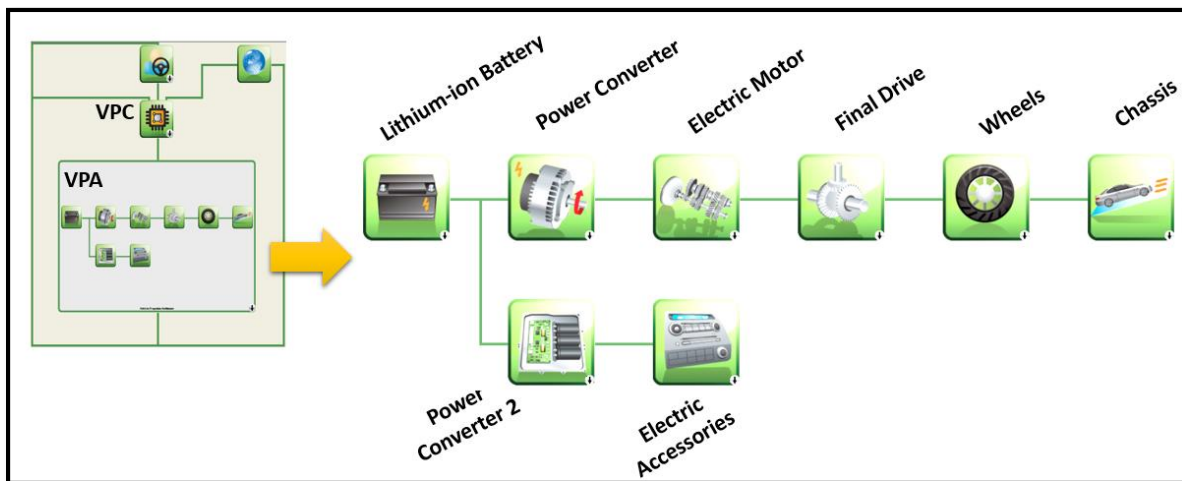 VPC
VPA
Lithium-ion Battery
Power Converter
Electric Motor
Final Drive
Wheels
Chassis
Power
Converter 2
Electric
Accessories